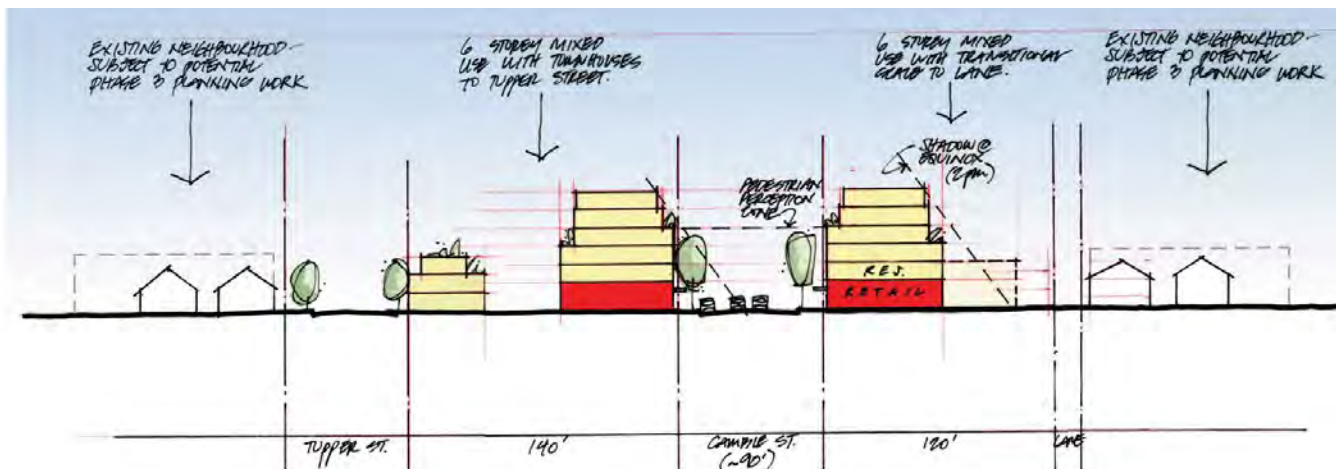 EXISTING NEIGHBOURHOOD -
SUBJECT TO POTENTIAL
PHASE 3 PLANNING WORK
6 STOREY MIXED
USE WITH TOWNHOUSES
TO TUPPER STREET.
6 STOREY MIXED
USE WITH TRANSITIONAL
SCALE TO LANE.
EXISTING NEIGHBOURHOOD -
SUBJECT TO POTENTIAL
PHASE 3 PLANNING WORK
SHADOW @
EQUINOX
(2pm)
PEDESTRIAN
PERCEPTION
ZONE
RES.
RETAIL
TUPPER ST.
140'
CAMBIE ST.
(~90')
120'
LANE